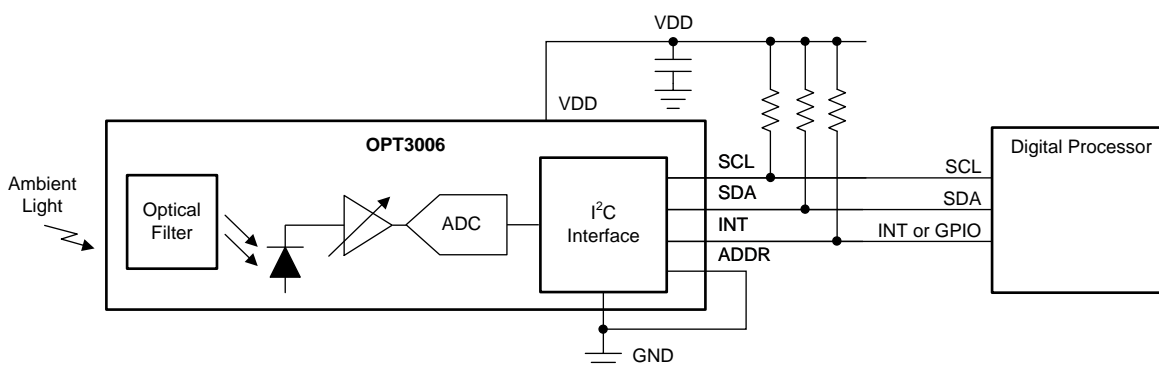 VDD
VDD
OPT3006
Ambient
Light
Optical
Filter
ADC
I²C
Interface
SCL
SDA
INT
ADDR
GND
Digital Processor
SCL
SDA
INT or GPIO